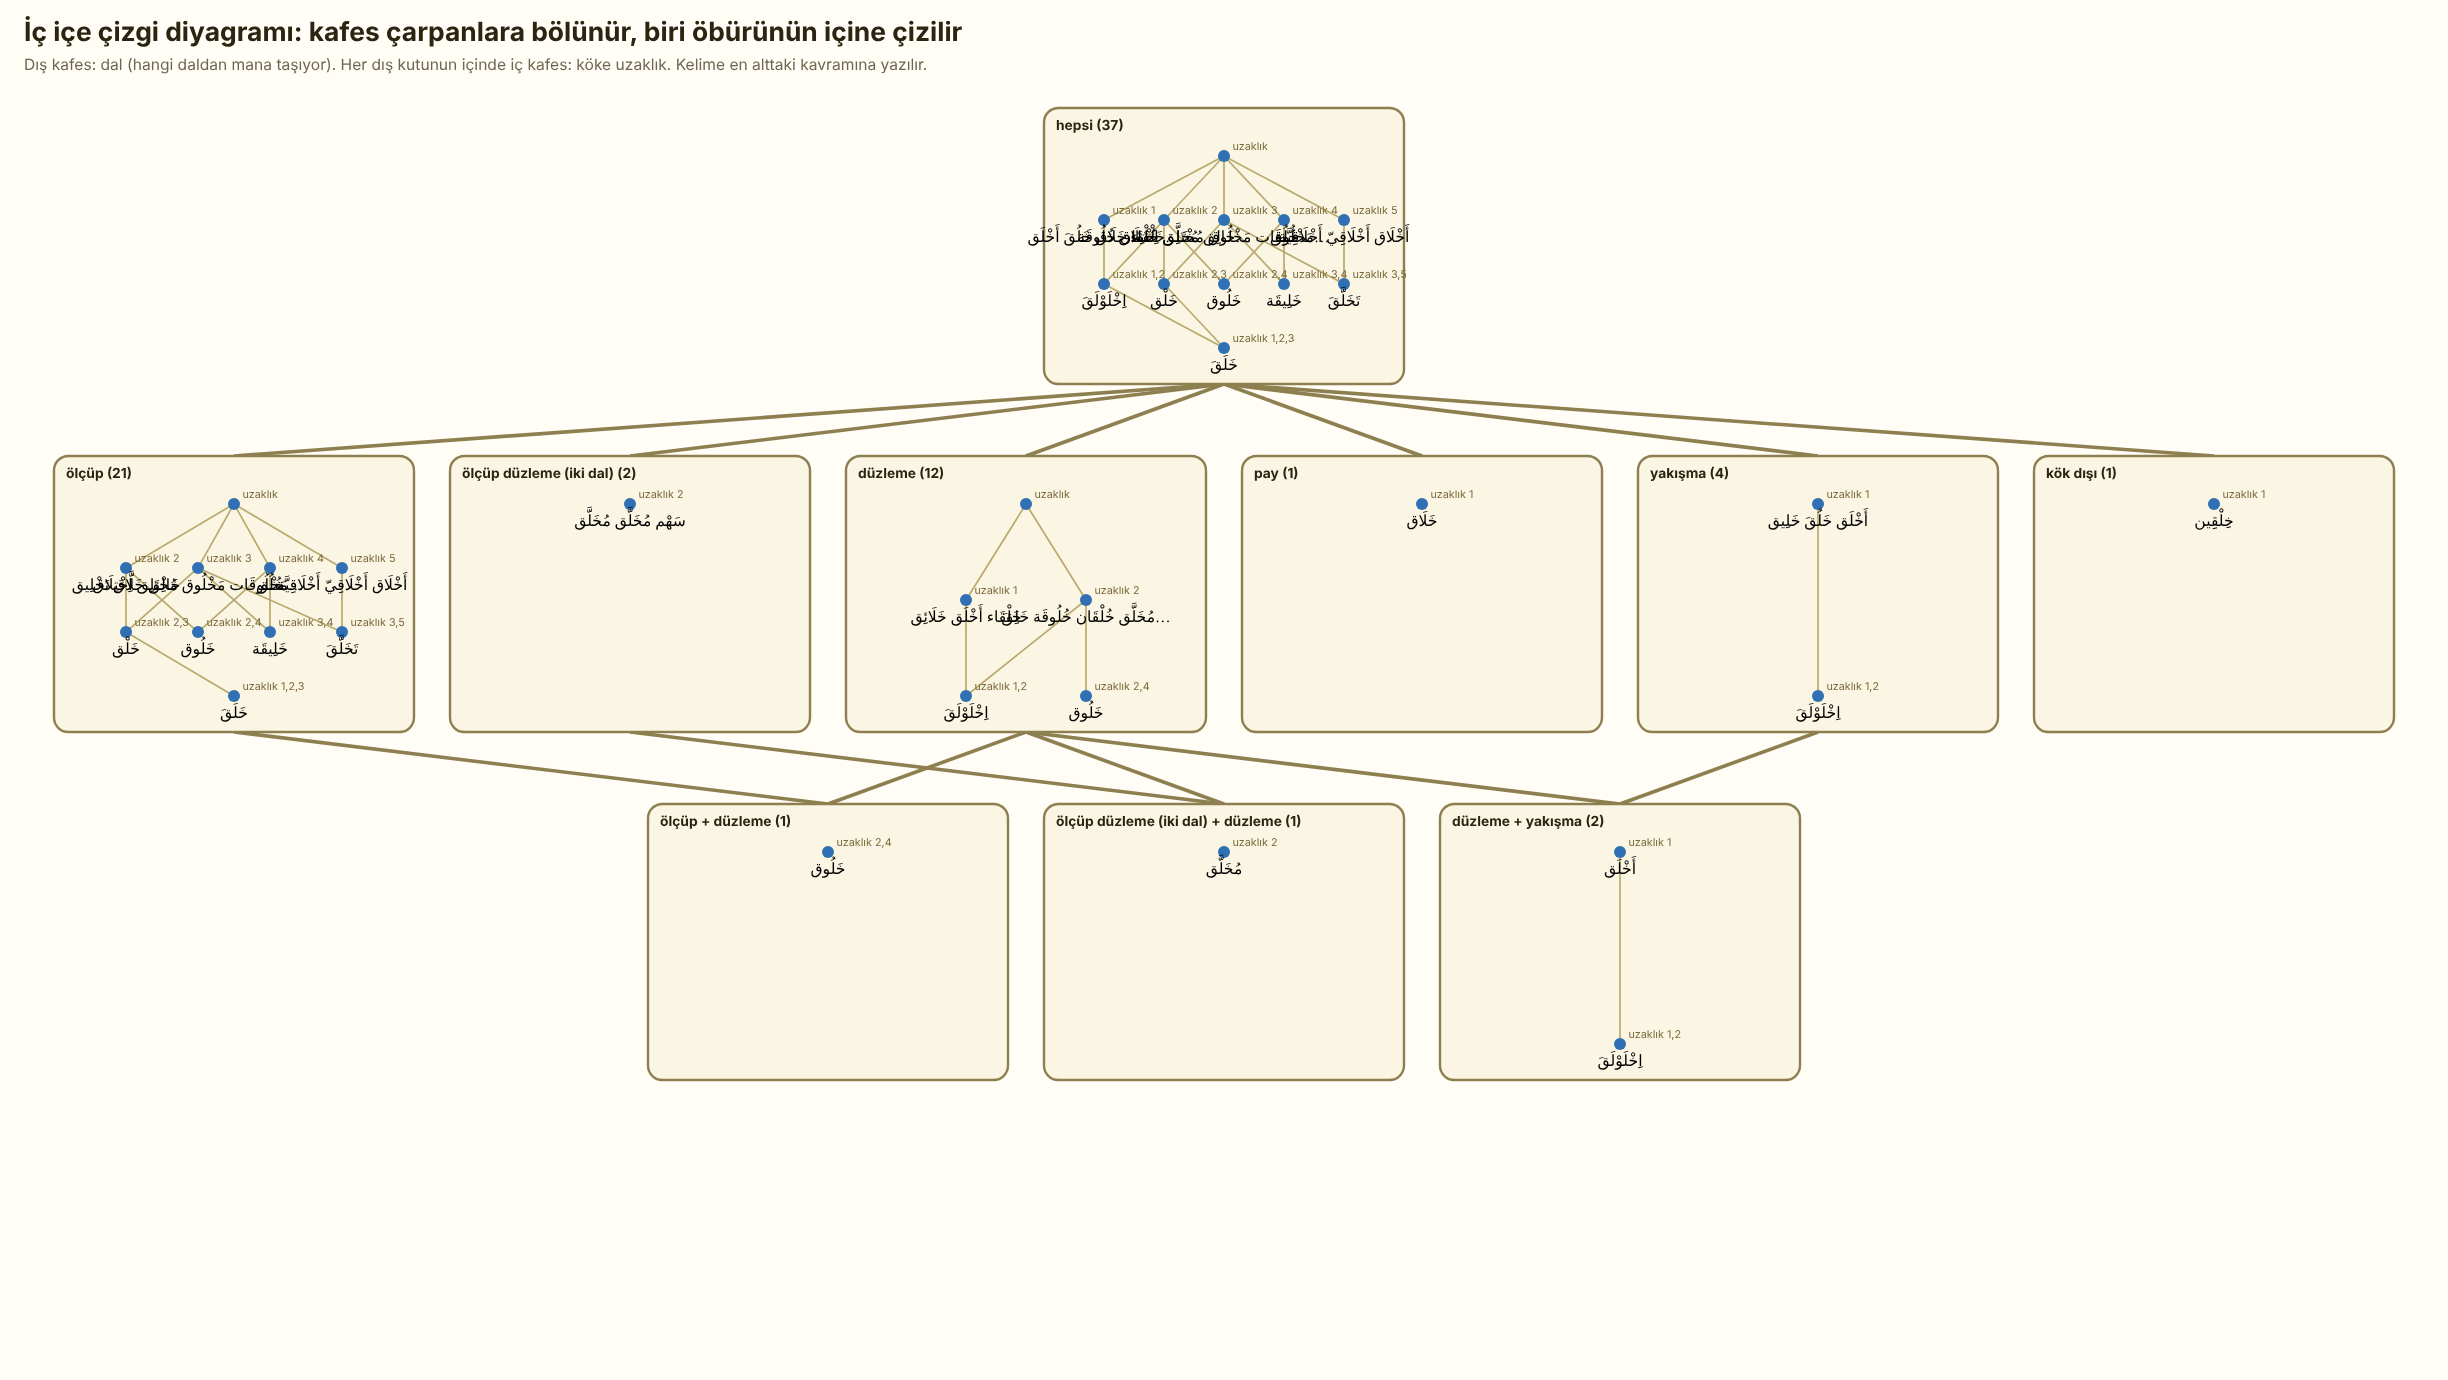 İç içe çizgi diyagramı: kafes çarpanlara bölünür, biri öbürünün içine çizilir
Dış kafes: dal (hangi daldan mana taşıyor). Her dış kutunun içinde iç kafes: köke uzaklık. Kelime en alttaki kavramına yazılır.
hepsi (37)
uzaklık
uzaklık 1 uzaklık 2 uzaklık 3 uzaklık 4 uzaklık 5
أَخْلَاق أَخْلَاقِيّ
uzaklık 1,2 uzaklık 2,3 uzaklık 2,4 uzaklık 3,4 uzaklık 3,5
اِخْلَوْلَقَ خَلْق خَلُوق خَلِيقَة تَخَلَّقَ
uzaklık 1,2,3
خَلَقَ
ölçüp (21)
uzaklık
uzaklık 2 uzaklık 3 uzaklık 4 uzaklık 5
أَخْلَاق أَخْلَاقِيّ
uzaklık 2,3 uzaklık 2,4 uzaklık 3,4 uzaklık 3,5
خَلْق خَلُوق خَلِيقَة تَخَلَّقَ
uzaklık 1,2,3
خَلَقَ
ölçüp düzleme (iki dal) (2)
uzaklık 2
سَهْم مُخَلَّق مُخَلَّق
düzleme (12)
uzaklık
uzaklık 1 uzaklık 2
أَخْلَق خَلَائِق
مُخَلَّق خُلْقَان خُلُوقَة
uzaklık 1,2 uzaklık 2,4
اِخْلَوْلَقَ خَلُوق
pay (1)
uzaklık 1
خَلَاق
yakışma (4)
uzaklık 1
أَخْلَق خَلُقَ خَلِيق
uzaklık 1,2
اِخْلَوْلَقَ
kök dışı (1)
uzaklık 1
خِلْقِين
ölçüp + düzleme (1)
uzaklık 2,4
خَلُوق
ölçüp düzleme (iki dal) + düzleme (1)
uzaklık 2
مُخَلَّق
düzleme + yakışma (2)
uzaklık 1
أَخْلَق
uzaklık 1,2
اِخْلَوْلَقَ